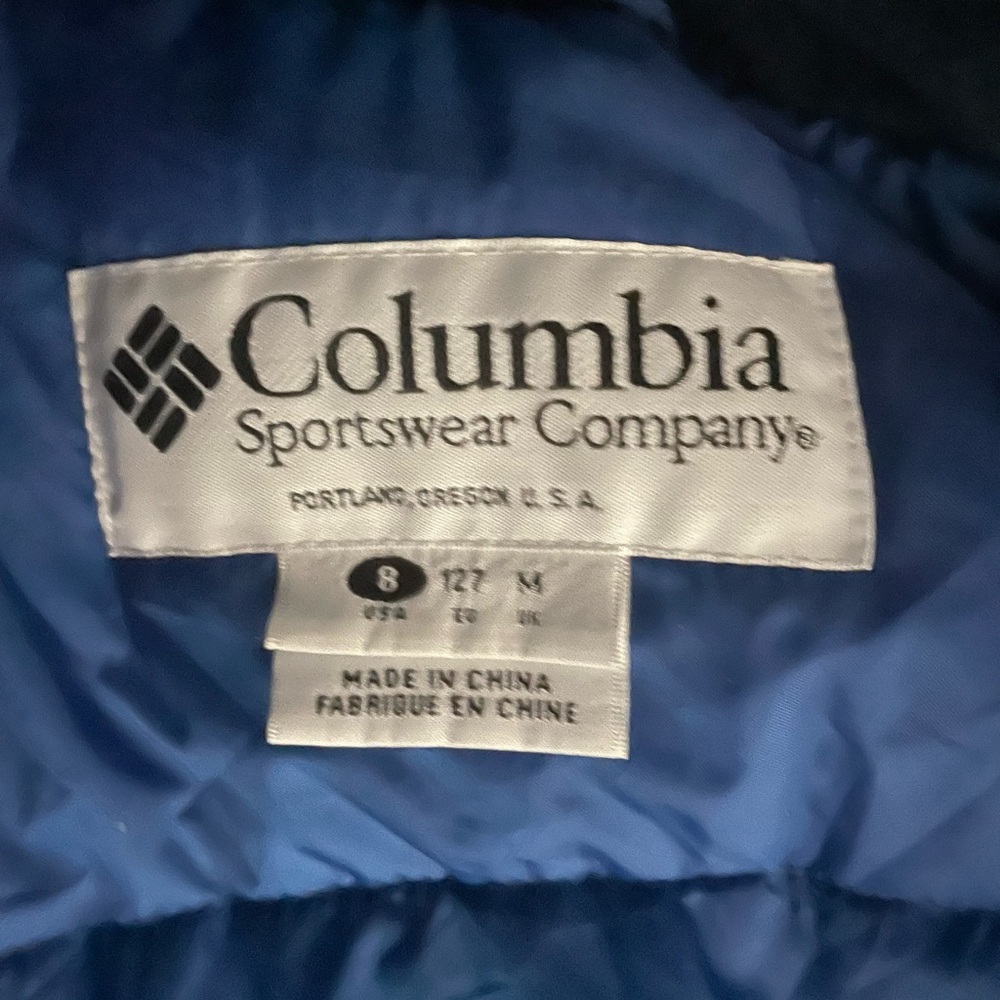 Columbia
Sportswear Company®
PORTLAND, OREGON U.S.A.
8 127 M
USA EU UK
MADE IN CHINA
FABRIQUE EN CHINE